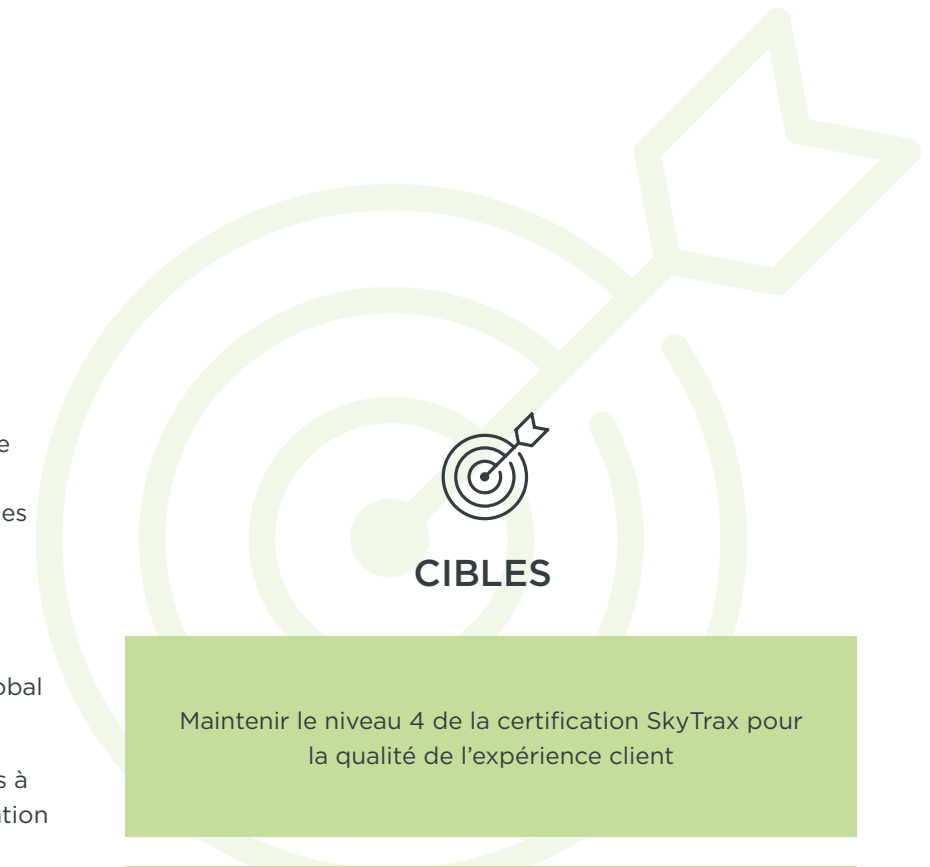 CIBLES
Maintenir le niveau 4 de la certification SkyTrax pour
la qualité de l’expérience client